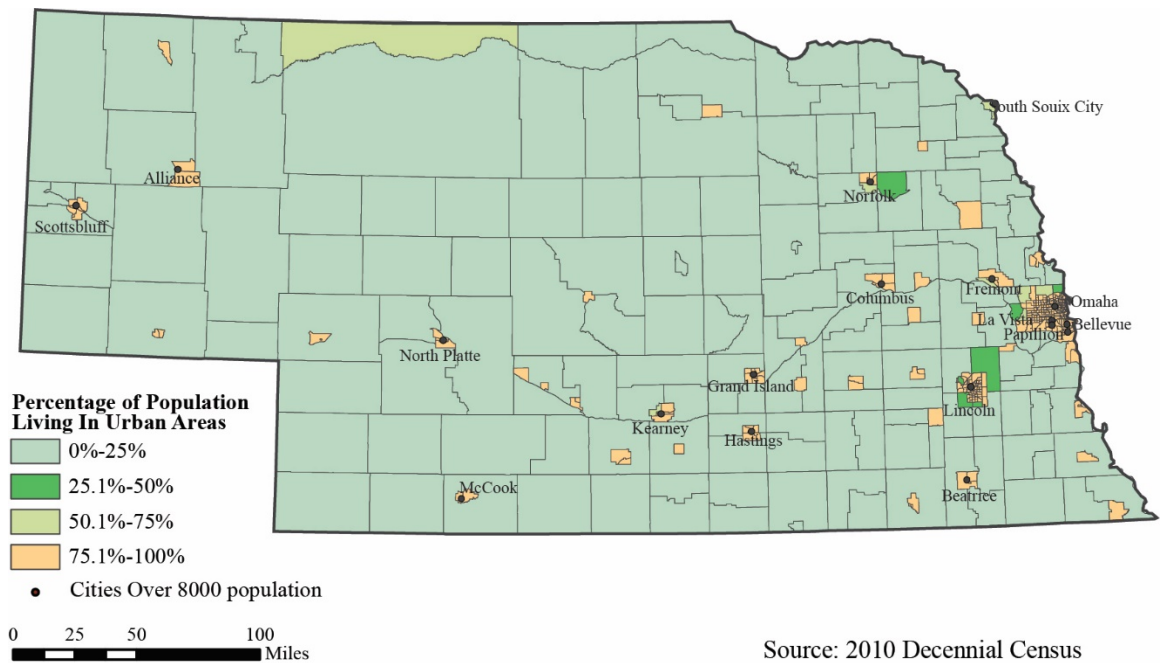 South Souix City
Alliance
Norfolk
Scottsbluff
Columbus
Fremont
Omaha
La Vista
Bellevue
Papillion
North Platte
Grand Island
Lincoln
Kearney
Hastings
McCook
Beatrice
Percentage of Population
Living In Urban Areas
0%-25%
25.1%-50%
50.1%-75%
75.1%-100%
Cities Over 8000 population
0 25 50 100
Miles
Source: 2010 Decennial Census